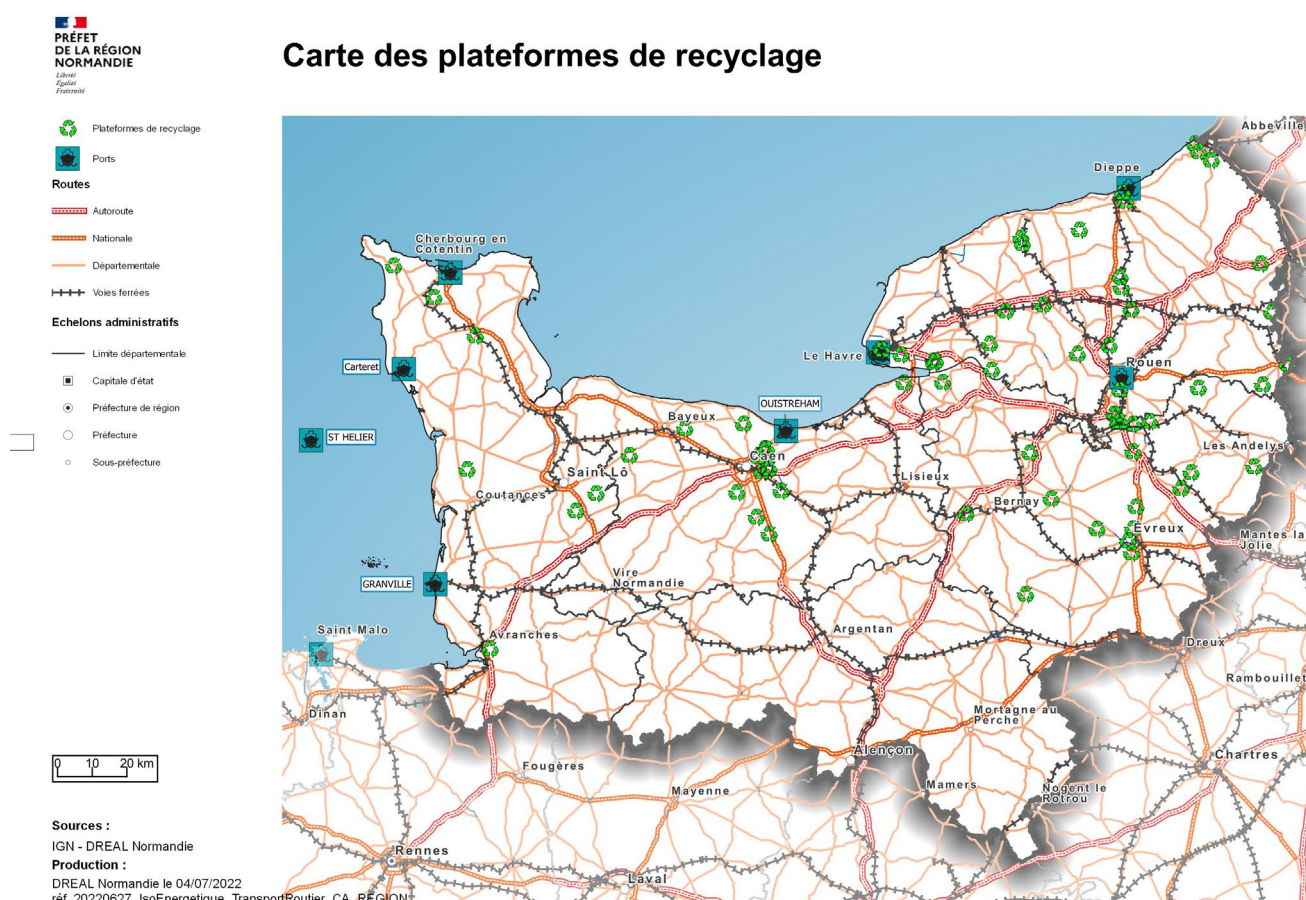 PRÉFET
DE LA RÉGION
NORMANDIE
Liberté
Égalité
Fraternité
Carte des plateformes de recyclage
Plateformes de recyclage
Ports
Routes
Autoroute
Nationale
Départementale
Voies ferrées
Echelons administratifs
Limite départementale
Capitale d'état
Préfecture de région
Préfecture
Sous-préfecture
Abbeville
Dieppe
Cherbourg en
Cotentin
Le Havre
Rouen
Carteret
OUISTREHAM
Bayeux
ST HELIER
Caen
Les Andelys
Saint Lô
Lisieux
Coutances
Bernay
Évreux
Mantes la
Jolie
Vire
Normandie
GRANVILLE
Saint Malo
Avranches
Argentan
Dreux
Rambouillet
Dinan
Mortagne au
Perche
Alençon
Chartres
Fougères
Mayenne
Mamers
Nogent le
Rotrou
Rennes
Laval
0 10 20 km
Sources :
IGN - DREAL Normandie
Production :
DREAL Normandie le 04/07/2022
réf. 20220627_IsoEnergetique_TransportRoutier_CA_REGION